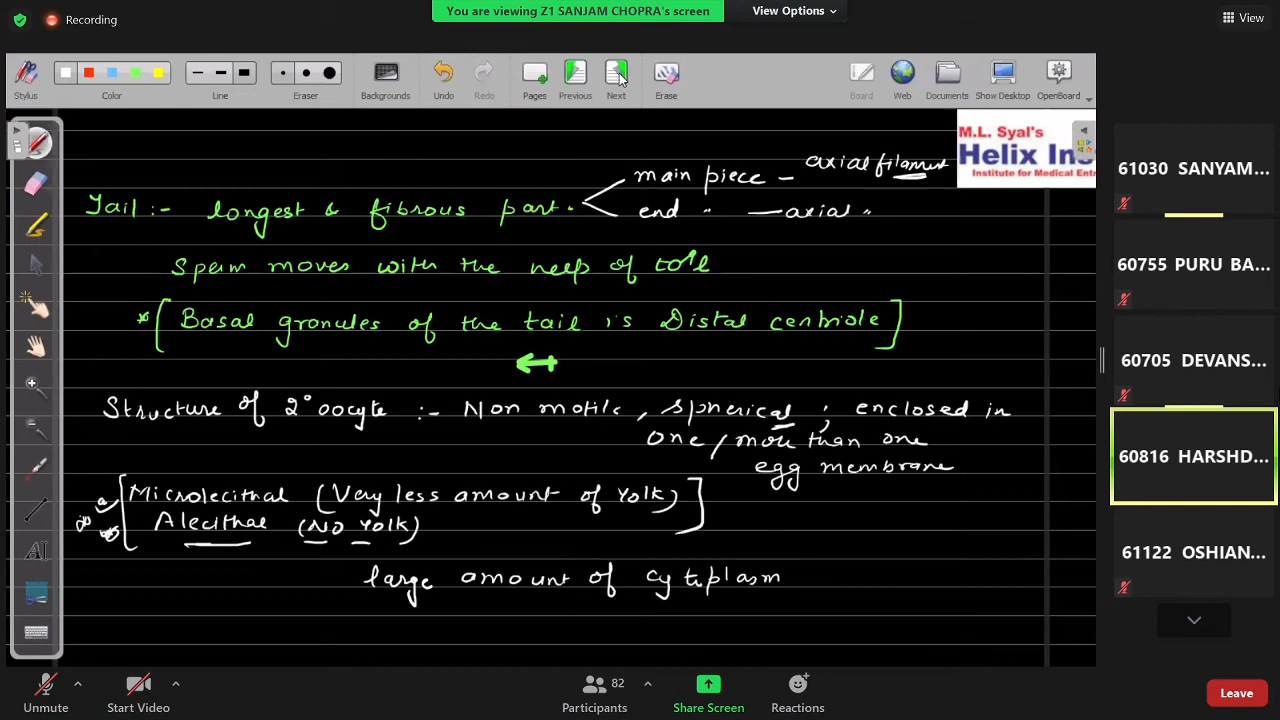 Recording
You are viewing Z1 SANJAM CHOPRA's screen
View Options
View
Stylus
Color
Line
Eraser
Backgrounds
Undo
Redo
Pages
Previous
Next
Erase
Board
Web
Documents
Show Desktop
OpenBoard
M.L. Syal's
Helix Ins
Institute for Medical Entr
main piece - axial filament
Tail :- longest & fibrous part.
end " — axial "
Sperm moves with the help of tail
* [ Basal granules of the tail is Distal centriole ]
Structure of 2° oocyte :- Non motile , spherical ; enclosed in
one / more than one
egg membrane
[ Microlecithal (Very less amount of Yolk) ]
Alecithal (NO Yolk)
large amount of cytoplasm
61030 SANYAM...
60755 PURU BA...
60705 DEVANS...
60816 HARSHD...
61122 OSHIAN...
Unmute
Start Video
82
Participants
Share Screen
Reactions
Leave